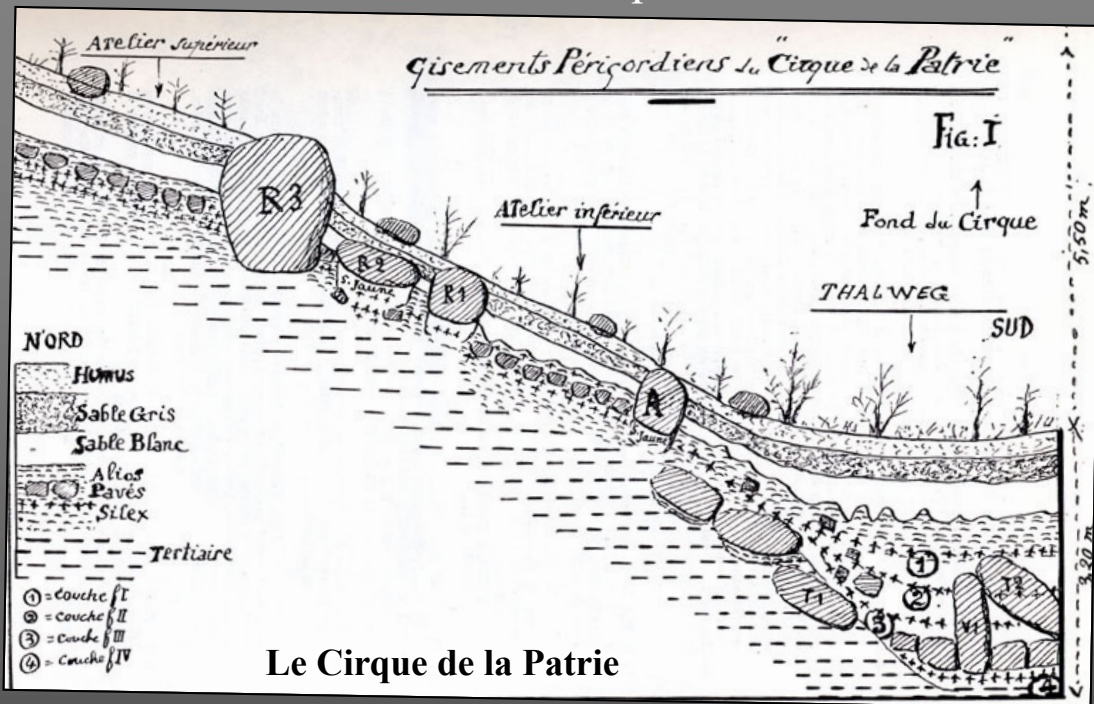 Gisements Périgordiens du "Cirque de la Patrie"
Fig: I
Atelier supérieur
Atelier inférieur
Fond du Cirque
THALWEG
SUD
5,50 m.
3,20 m
R3
R2
S. Jaune
R1
A
S. Jaune
T1
T2
V1
1
2
3
4
NORD
Humus
Sable Gris
Sable Blanc
Alios
Pavés
Silex
Tertiaire
1 = couche f I
2 = couche f II
3 = couche f III
4 = couche f IV
Le Cirque de la Patrie